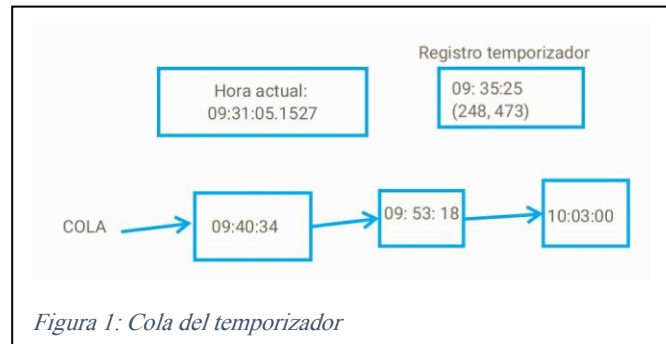 Registro temporizador
Hora actual:
09:31:05.1527
09: 35:25
(248, 473)
COLA
09:40:34
09: 53: 18
10:03:00
Figura 1: Cola del temporizador